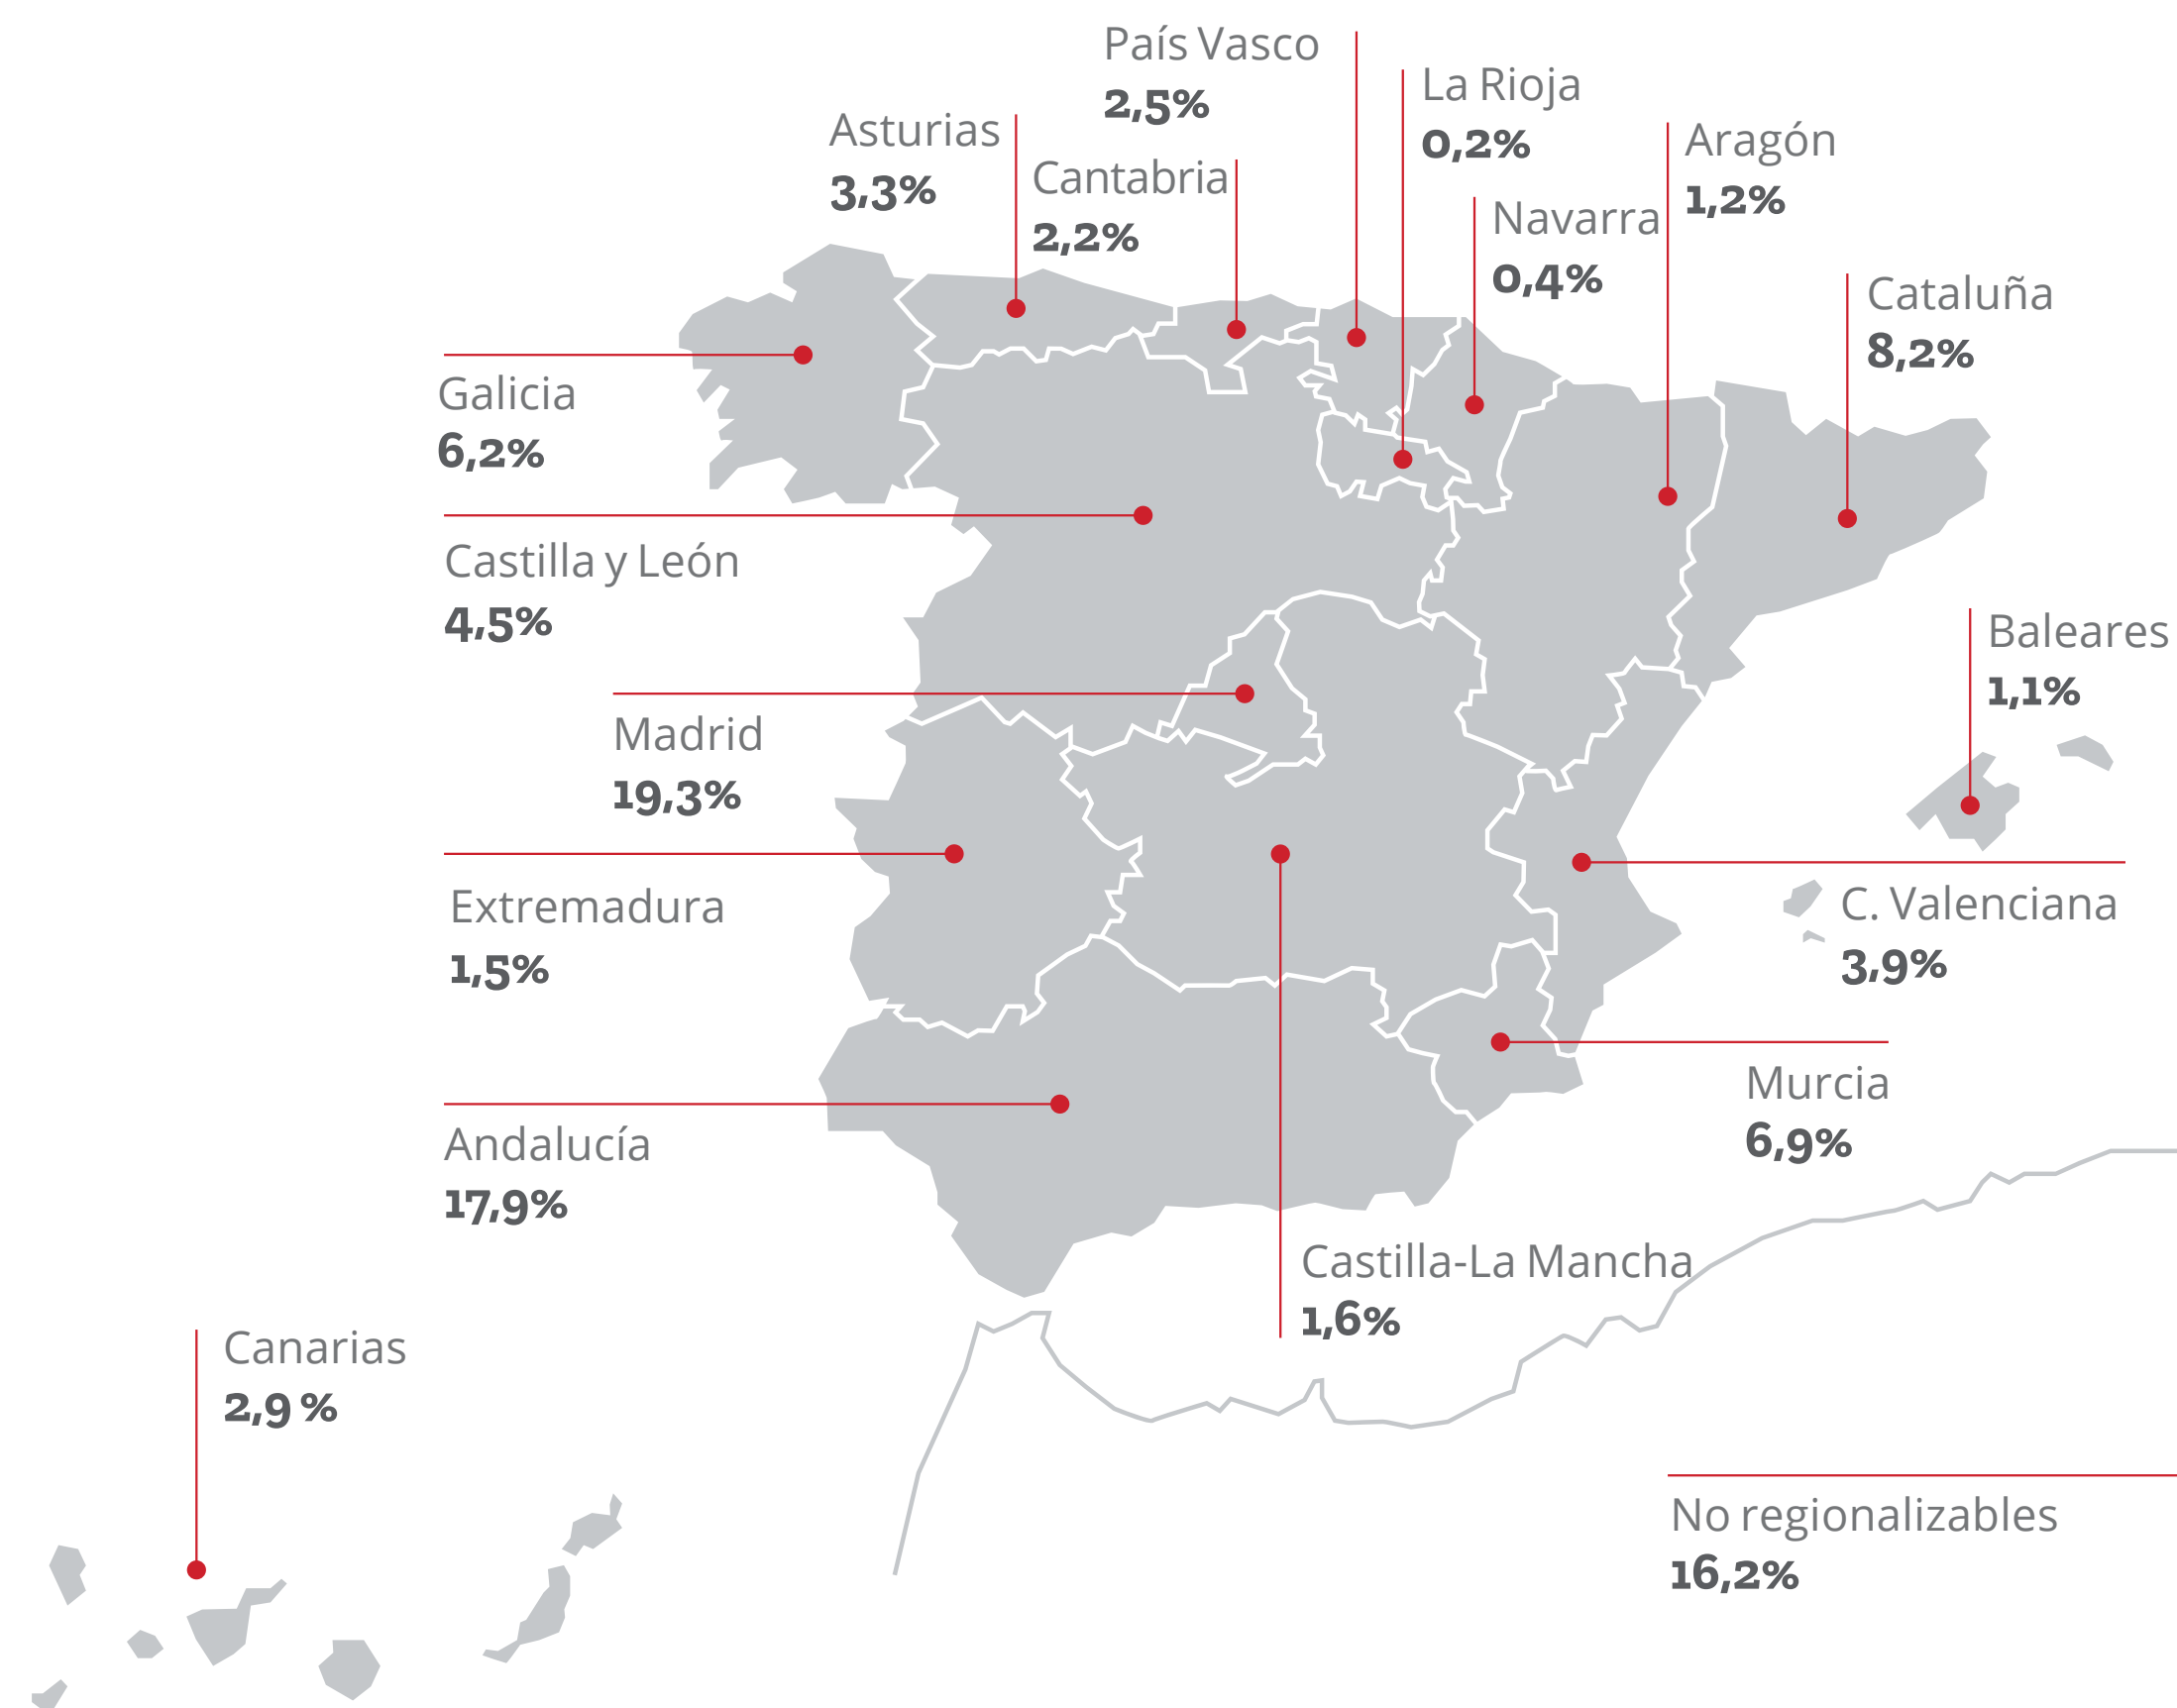 País Vasco
2,5%
La Rioja
0,2%
Asturias
3,3%
Aragón
1,2%
Cantabria
2,2%
Navarra
0,4%
Cataluña
8,2%
Galicia
6,2%
Castilla y León
4,5%
Baleares
1,1%
Madrid
19,3%
Extremadura
1,5%
C. Valenciana
3,9%
Murcia
6,9%
Andalucía
17,9%
Castilla-La Mancha
1,6%
Canarias
2,9 %
No regionalizables
16,2%